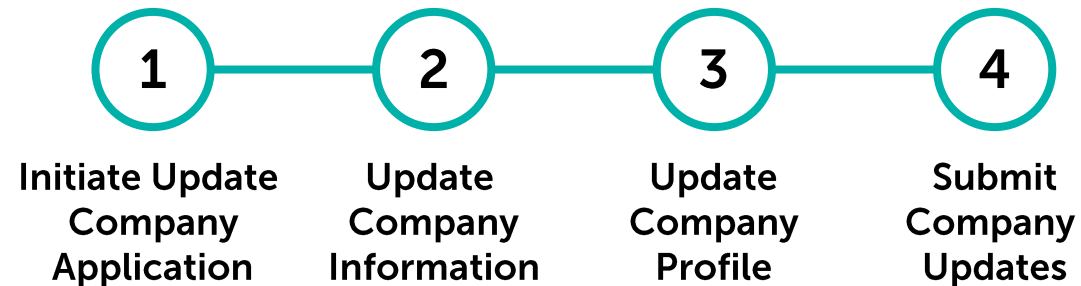 1
Initiate Update
Company
Application
2
Update
Company
Information
3
Update
Company
Profile
4
Submit
Company
Updates